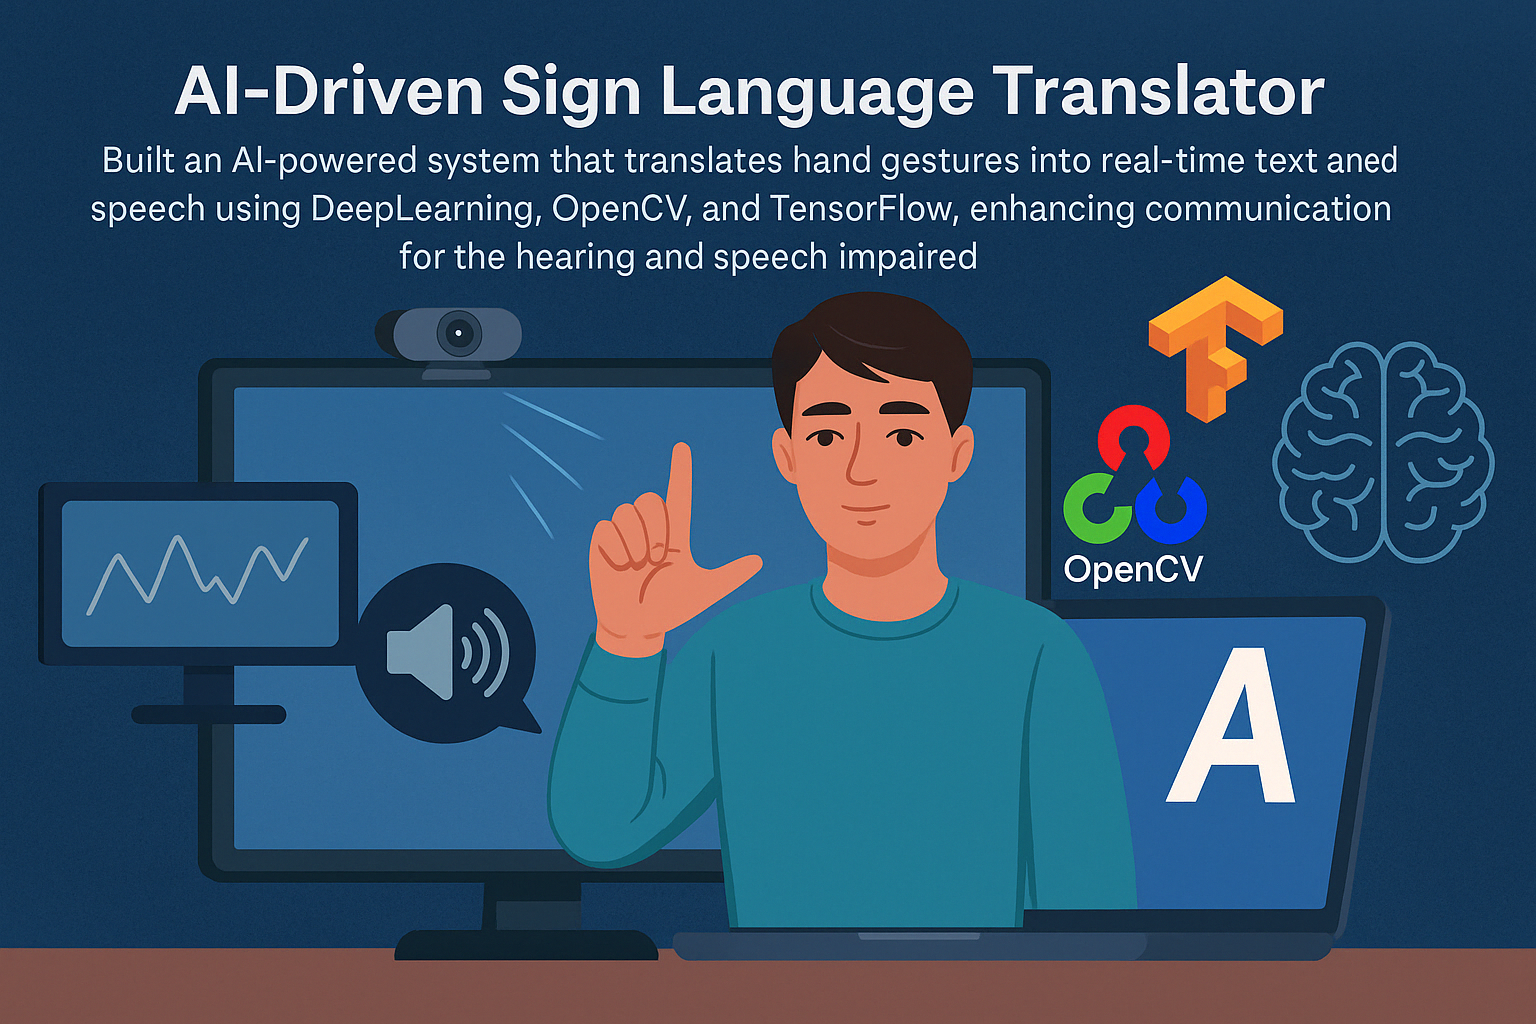 AI-Driven Sign Language Translator
Built an AI-powered system that translates hand gestures into real-time text aned
speech using DeepLearning, OpenCV, and TensorFlow, enhancing communication
for the hearing and speech impaired
OpenCV
A